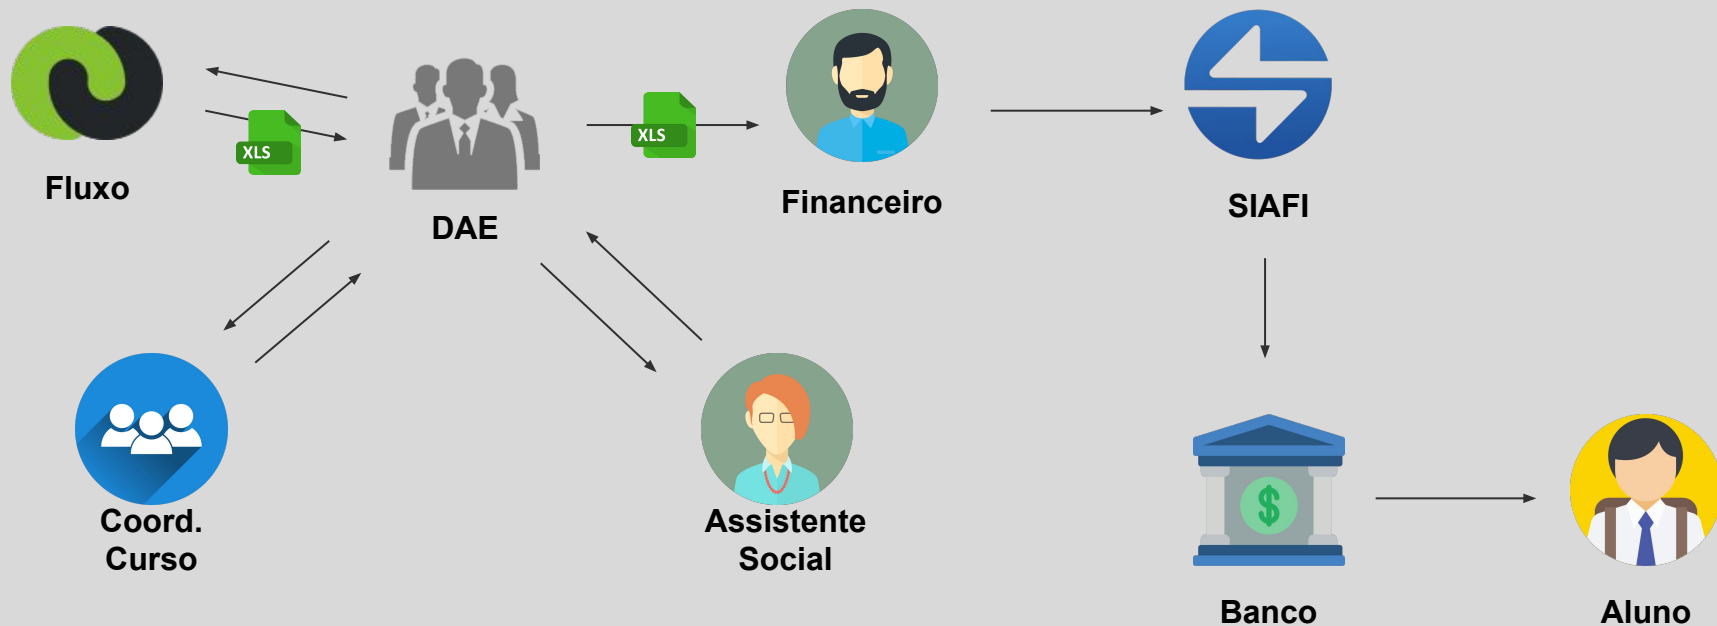 XLS
XLS
Fluxo
DAE
Financeiro
SIAFI
Coord.
Curso
Assistente
Social
$
Banco
Aluno